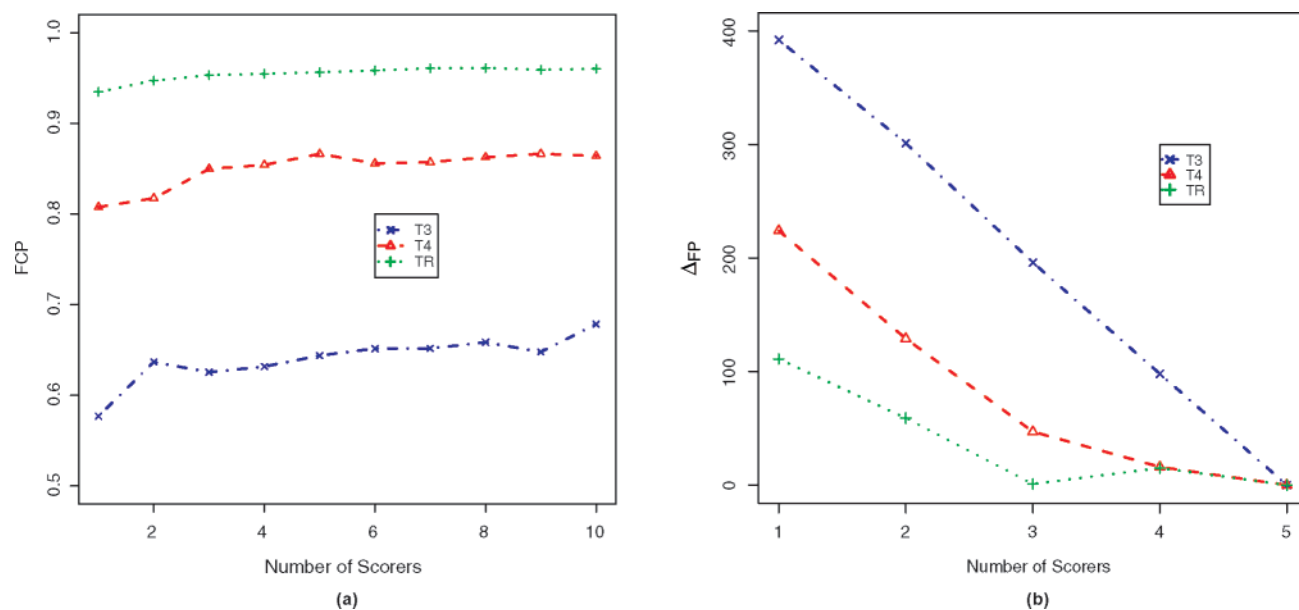 1.0
0.9
0.8
0.7
0.6
0.5
FCP
T3
T4
TR
2 4 6 8 10
Number of Scorers
(a)
400
300
200
100
0
ΔFP
T3
T4
TR
1 2 3 4 5
Number of Scorers
(b)